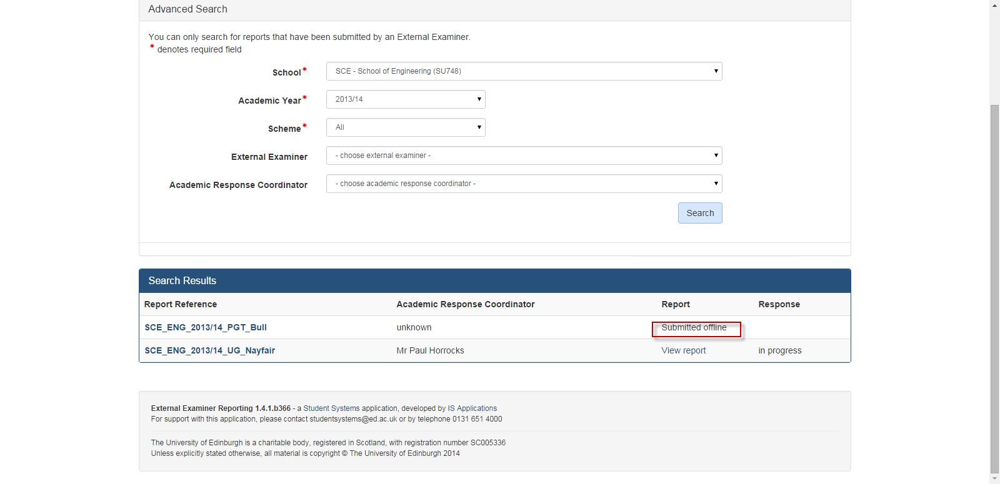 Advanced Search
You can only search for reports that have been submitted by an External Examiner.
* denotes required field
School* SCE - School of Engineering (SU748)
Academic Year* 2013/14
Scheme* All
External Examiner - choose external examiner -
Academic Response Coordinator - choose academic response coordinator -
Search
Search Results
Report Reference Academic Response Coordinator Report Response
SCE_ENG_2013/14_PGT_Bull unknown Submitted offline
SCE_ENG_2013/14_UG_Nayfair Mr Paul Horrocks View report in progress
External Examiner Reporting 1.4.1.b366 - a Student Systems application, developed by IS Applications
For support with this application, please contact studentsystems@ed.ac.uk or by telephone 0131 651 4000
The University of Edinburgh is a charitable body, registered in Scotland, with registration number SC005336
Unless explicitly stated otherwise, all material is copyright © The University of Edinburgh 2014